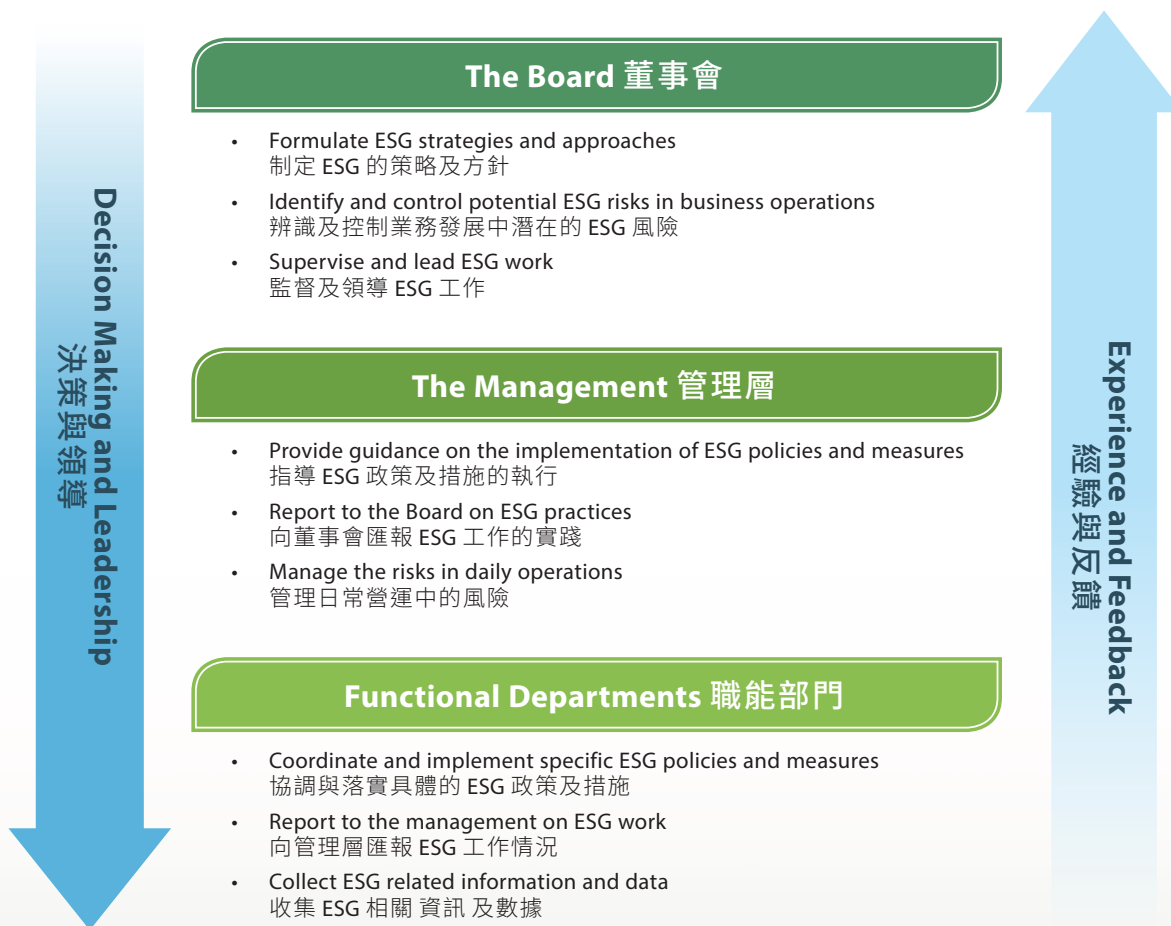 The Board 董事會
• Formulate ESG strategies and approaches
制定 ESG 的策略及方針
• Identify and control potential ESG risks in business operations
辨識及控制業務發展中潛在的 ESG 風險
• Supervise and lead ESG work
監督及領導 ESG 工作
Decision Making and Leadership
決策與領導
The Management 管理層
• Provide guidance on the implementation of ESG policies and measures
指導 ESG 政策及措施的執行
• Report to the Board on ESG practices
向董事會匯報 ESG 工作的實踐
• Manage the risks in daily operations
管理日常營運中的風險
Experience and Feedback
經驗與反饋
Functional Departments 職能部門
• Coordinate and implement specific ESG policies and measures
協調與落實具體的 ESG 政策及措施
• Report to the management on ESG work
向管理層匯報 ESG 工作情況
• Collect ESG related information and data
收集 ESG 相關 資訊 及數據